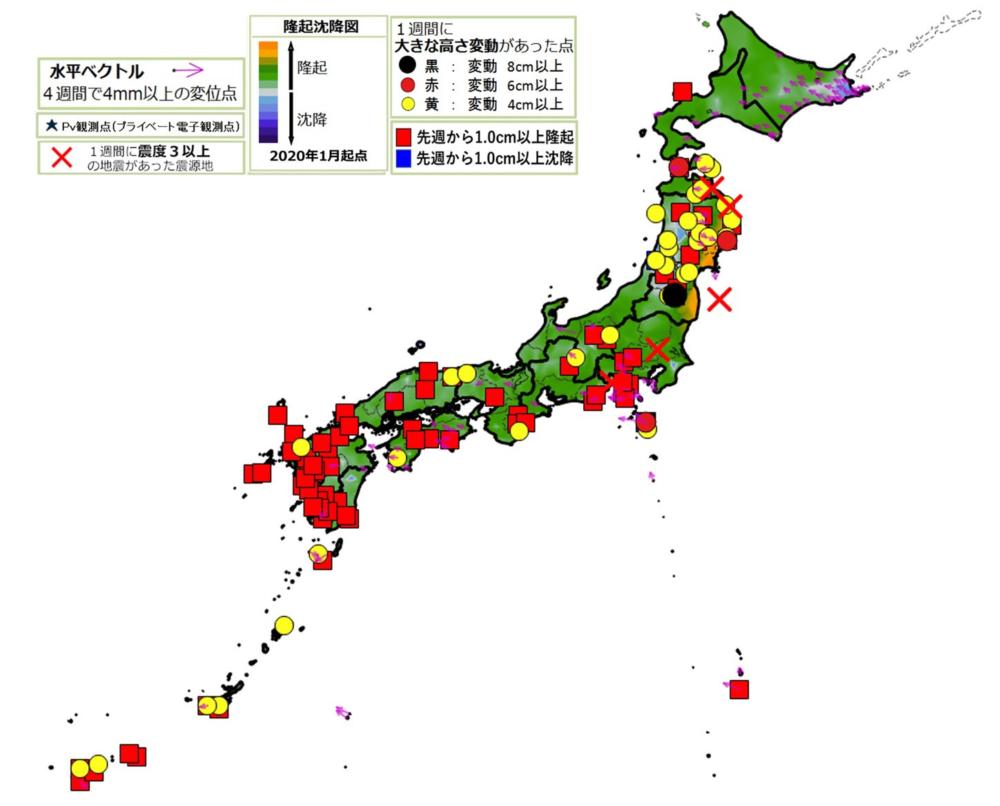 水平ベクトル
４週間で4mm以上の変位点
Pv観測点(プライベート電子観測点)
１週間に震度３以上
の地震があった震源地
隆起沈降図
隆起
沈降
2020年1月起点
１週間に
大きな高さ変動があった点
黒 ： 変動 8cm以上
赤 ： 変動 6cm以上
黄 ： 変動 4cm以上
先週から1.0cm以上隆起
先週から1.0cm以上沈降